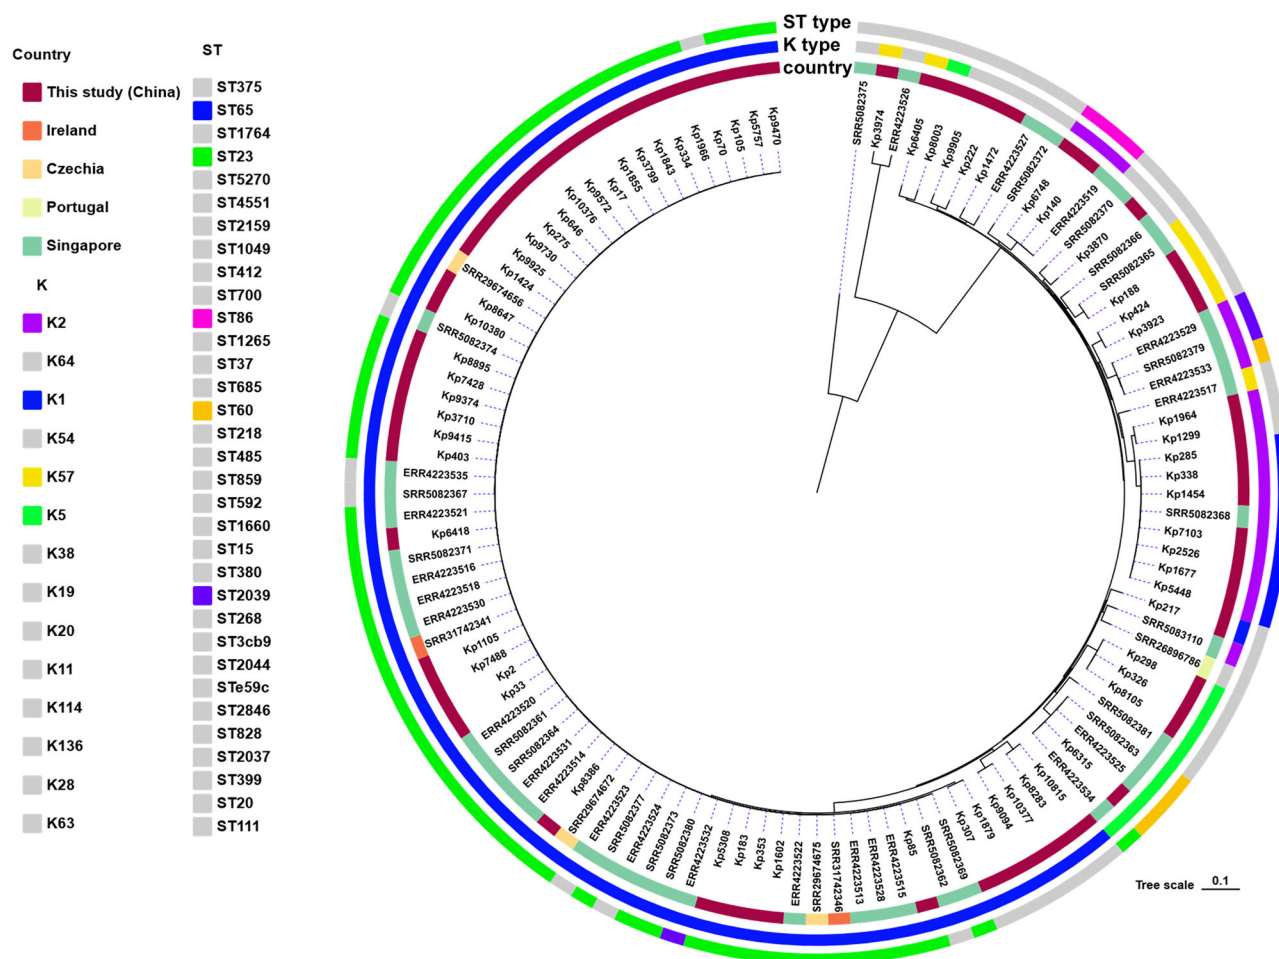 ST type
K type
country
Country
This study (China)
Ireland
Czechia
Portugal
Singapore
K
K2
K64
K1
K54
K57
K5
K38
K19
K20
K11
K114
K136
K28
K63
ST
ST375
ST65
ST1764
ST23
ST5270
ST4551
ST2159
ST1049
ST412
ST700
ST86
ST1265
ST37
ST685
ST60
ST218
ST485
ST859
ST592
ST1660
ST15
ST380
ST2039
ST268
ST3cb9
ST2044
STe59c
ST2846
ST828
ST2037
ST399
ST20
ST111
SRR5082375
Kp3974
ERR4223526
Kp6405
Kp8003
Kp9905
Kp222
Kp1472
ERR4223527
SRR5082372
Kp6748
Kp140
ERR4223519
SRR5082370
Kp3870
SRR5082366
SRR5082365
Kp188
Kp424
Kp3923
ERR4223529
SRR5082379
ERR4223533
ERR4223517
Kp1964
Kp1299
Kp285
Kp338
Kp1454
SRR5082368
Kp7103
Kp2526
Kp1677
Kp5448
Kp217
SRR5083110
SRR26896786
Kp298
Kp326
Kp8105
SRR5082381
SRR5082363
ERR4223525
Kp6315
ERR4223534
Kp10815
Kp8283
Kp10377
Kp9094
Kp1879
Kp307
SRR5082369
SRR5082362
Kp85
ERR4223515
ERR4223528
ERR4223513
SRR31742346
SRR29674675
ERR4223522
Kp1602
Kp353
Kp183
Kp5308
ERR4223532
SRR5082380
SRR5082373
ERR4223524
SRR5082377
ERR4223523
SRR29674672
Kp8386
ERR4223514
ERR4223531
SRR5082364
SRR5082361
ERR4223520
Kp33
Kp2
Kp7488
Kp1105
SRR31742341
ERR4223530
ERR4223518
ERR4223516
SRR5082371
Kp6418
ERR4223521
SRR5082367
ERR4223535
Kp403
Kp9415
Kp3710
Kp9374
Kp7428
Kp8895
SRR5082374
Kp10380
Kp8647
SRR29674656
Kp1424
Kp9925
Kp9730
Kp275
Kp646
Kp10376
Kp9572
Kp17
Kp1855
Kp3799
Kp1843
Kp334
Kp1966
Kp70
Kp105
Kp5757
Kp9470
Tree scale 0.1